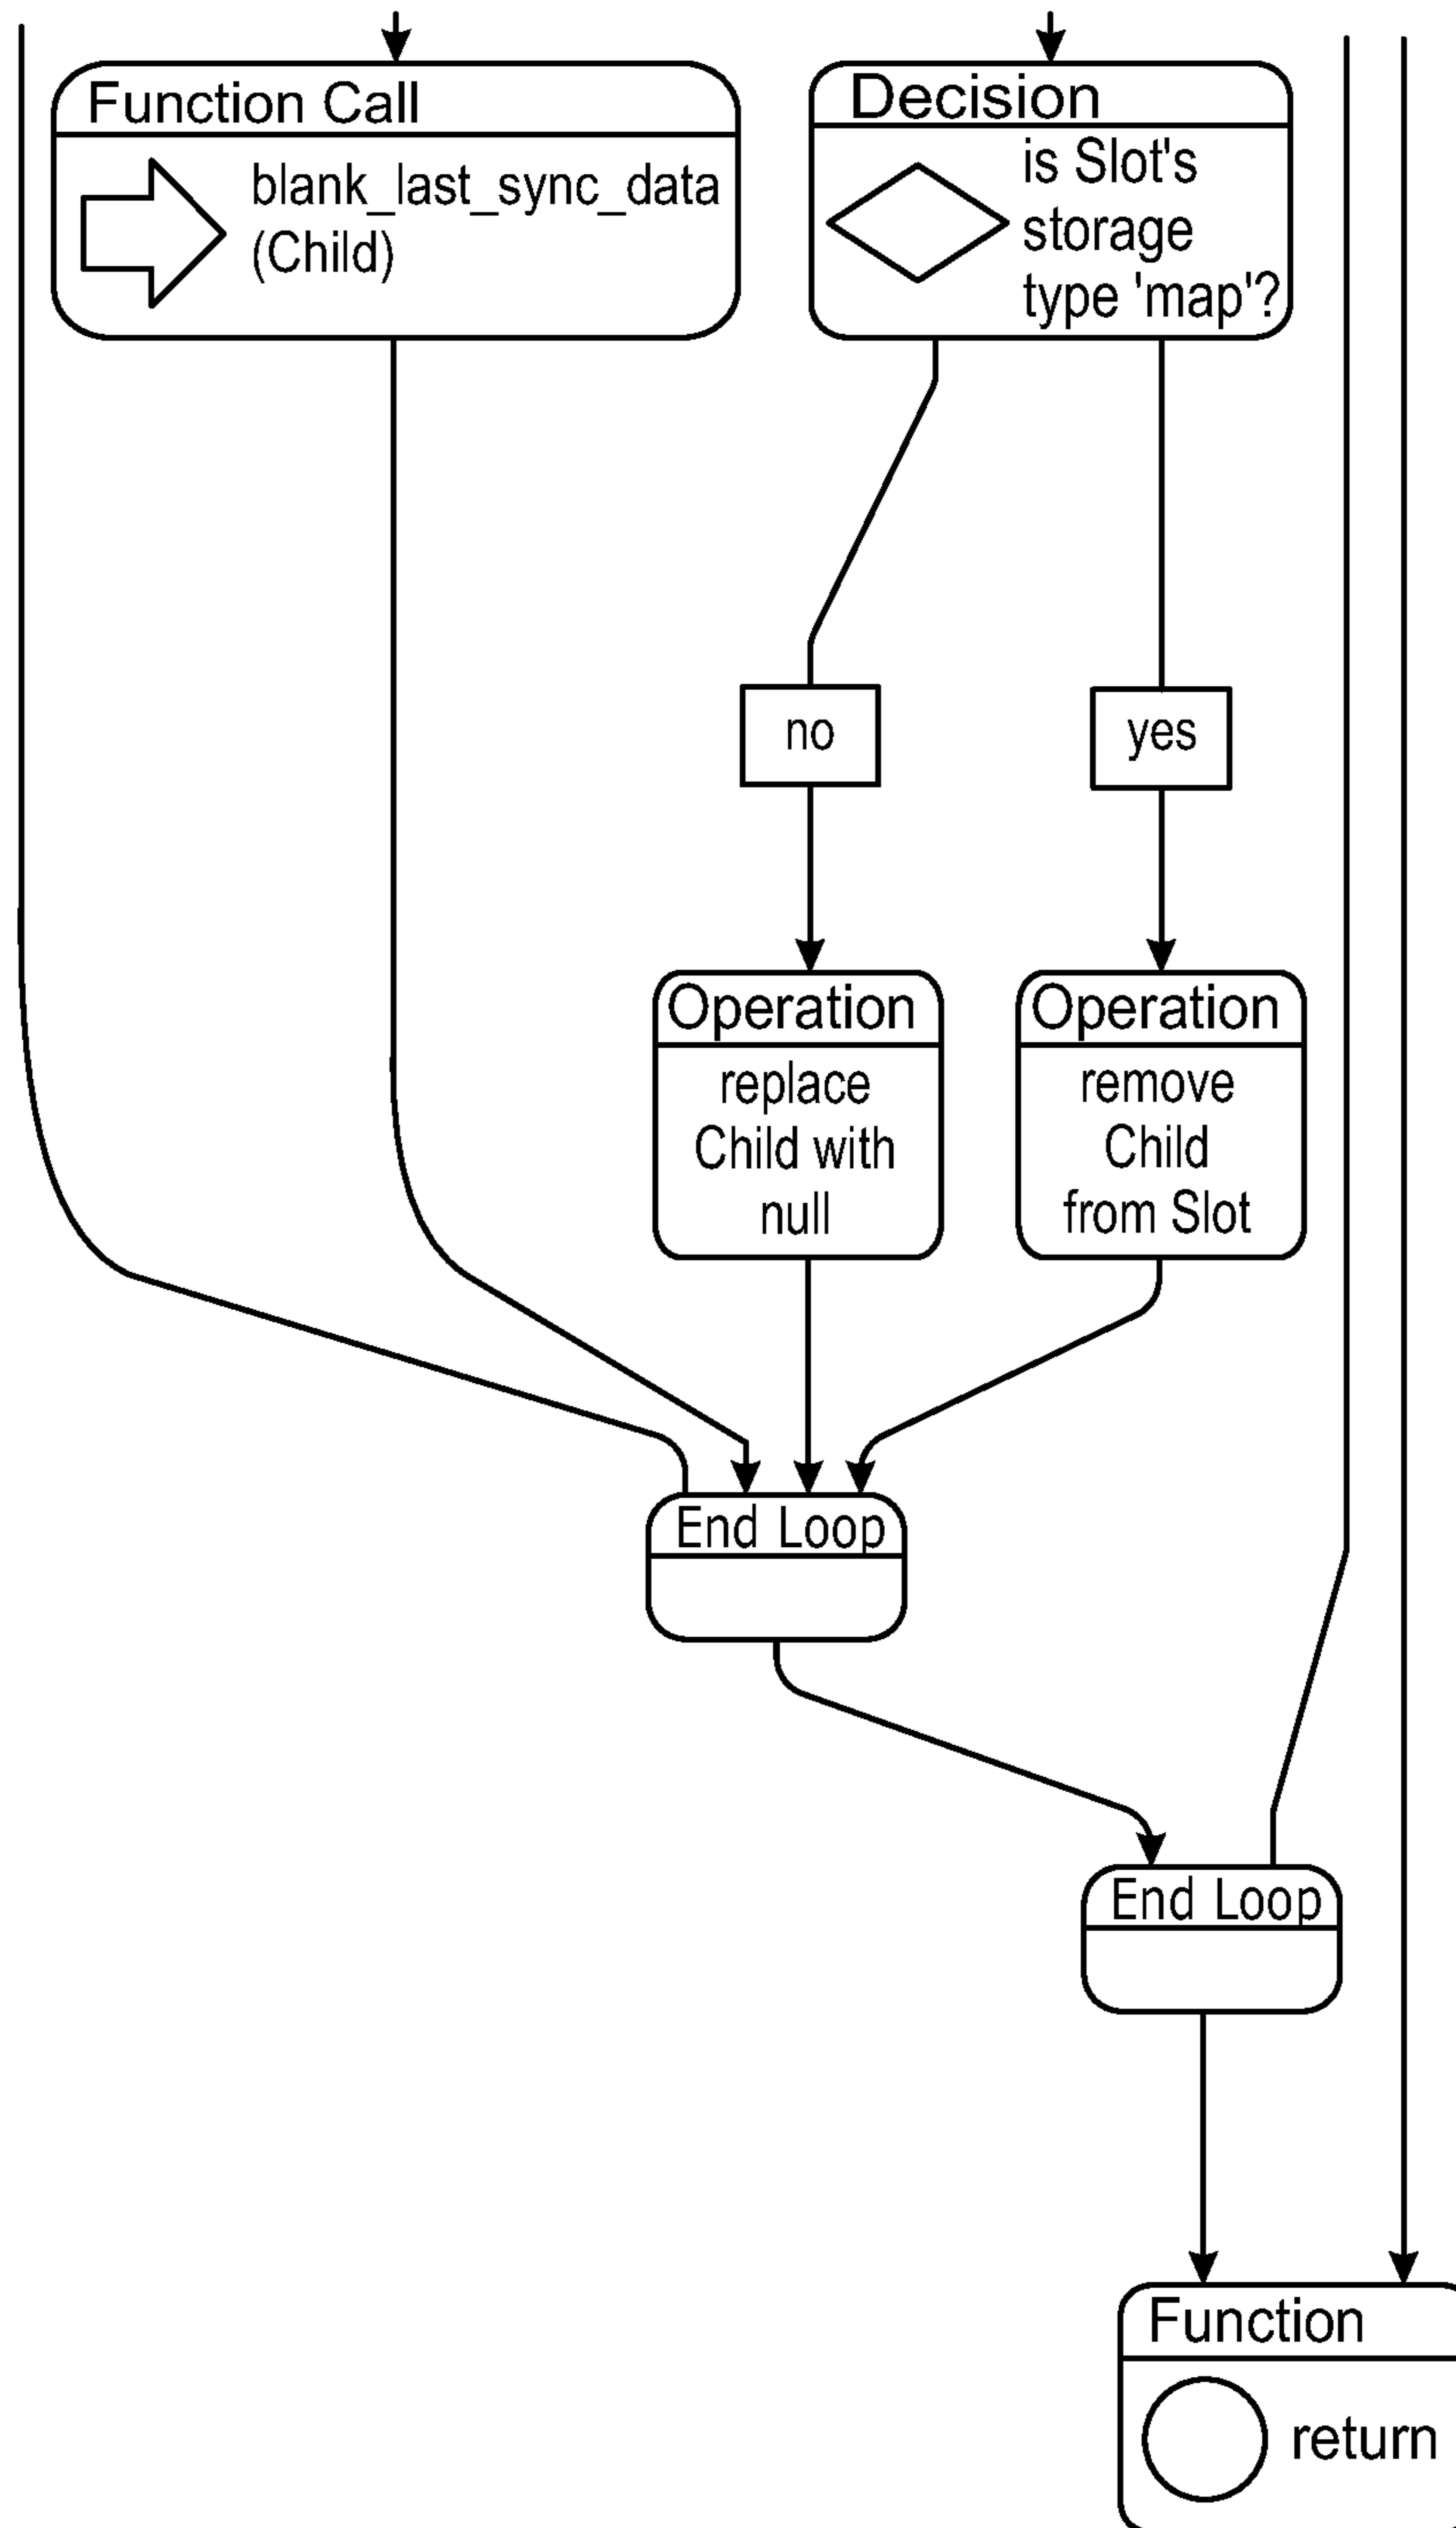 Function Call
blank_last_sync_data
(Child)
Decision
is Slot's
storage
type 'map'?
no
yes
Operation
replace
Child with
null
Operation
remove
Child
from Slot
End Loop
End Loop
Function
return